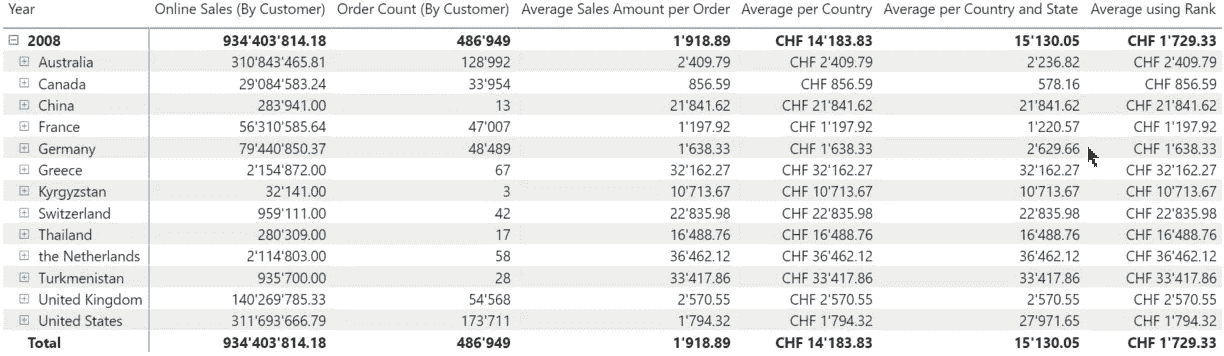 Year Online Sales (By Customer) Order Count (By Customer) Average Sales Amount per Order Average per Country Average per Country and State Average using Rank
2008 934'403'814.18 486'949 1'918.89 CHF 14'183.83 15'130.05 CHF 1'729.33
Australia 310'843'465.81 128'992 2'409.79 CHF 2'409.79 2'236.82 CHF 2'409.79
Canada 29'084'583.24 33'954 856.59 CHF 856.59 578.16 CHF 856.59
China 283'941.00 13 21'841.62 CHF 21'841.62 21'841.62 CHF 21'841.62
France 56'310'585.64 47'007 1'197.92 CHF 1'197.92 1'220.57 CHF 1'197.92
Germany 79'440'850.37 48'489 1'638.33 CHF 1'638.33 2'629.66 CHF 1'638.33
Greece 2'154'872.00 67 32'162.27 CHF 32'162.27 32'162.27 CHF 32'162.27
Kyrgyzstan 32'141.00 3 10'713.67 CHF 10'713.67 10'713.67 CHF 10'713.67
Switzerland 959'111.00 42 22'835.98 CHF 22'835.98 22'835.98 CHF 22'835.98
Thailand 280'309.00 17 16'488.76 CHF 16'488.76 16'488.76 CHF 16'488.76
the Netherlands 2'114'803.00 58 36'462.12 CHF 36'462.12 36'462.12 CHF 36'462.12
Turkmenistan 935'700.00 28 33'417.86 CHF 33'417.86 33'417.86 CHF 33'417.86
United Kingdom 140'269'785.33 54'568 2'570.55 CHF 2'570.55 2'570.55 CHF 2'570.55
United States 311'693'666.79 173'711 1'794.32 CHF 1'794.32 27'971.65 CHF 1'794.32
Total 934'403'814.18 486'949 1'918.89 CHF 14'183.83 15'130.05 CHF 1'729.33